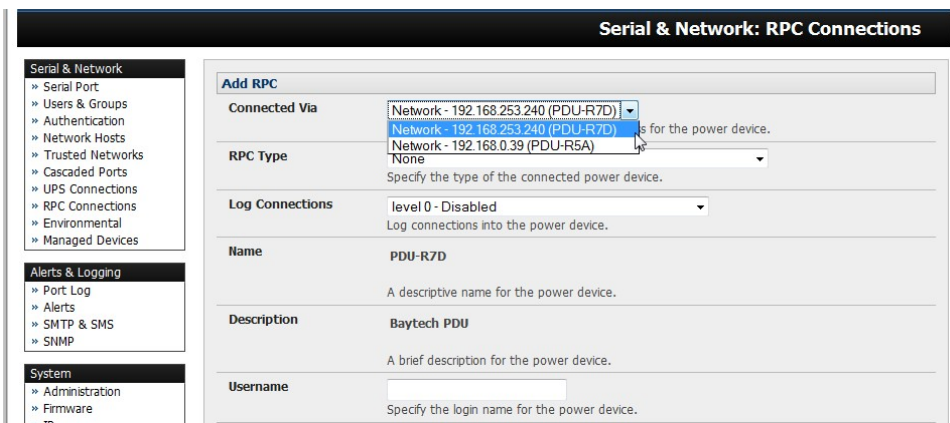 Serial & Network: RPC Connections
Serial & Network
» Serial Port
» Users & Groups
» Authentication
» Network Hosts
» Trusted Networks
» Cascaded Ports
» UPS Connections
» RPC Connections
» Environmental
» Managed Devices
Alerts & Logging
» Port Log
» Alerts
» SMTP & SMS
» SNMP
System
» Administration
» Firmware
Add RPC
Connected Via
Network - 192.168.253.240 (PDU-R7D)
Network - 192.168.253.240 (PDU-R7D)
Network - 192.168.0.39 (PDU-R5A)
s for the power device.
RPC Type
None
Specify the type of the connected power device.
Log Connections
level 0 - Disabled
Log connections into the power device.
Name
PDU-R7D
A descriptive name for the power device.
Description
Baytech PDU
A brief description for the power device.
Username
Specify the login name for the power device.